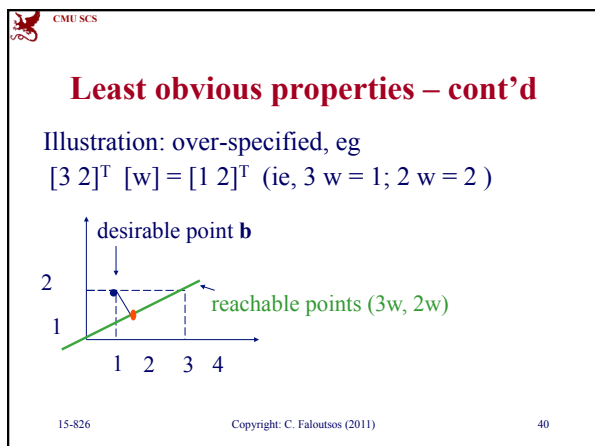 CMU SCS
Least obvious properties – cont’d
Illustration: over-specified, eg
[3 2]ᵀ [w] = [1 2]ᵀ (ie, 3 w = 1; 2 w = 2 )
desirable point b
2
reachable points (3w, 2w)
1
1 2 3 4
15-826 Copyright: C. Faloutsos (2011) 40